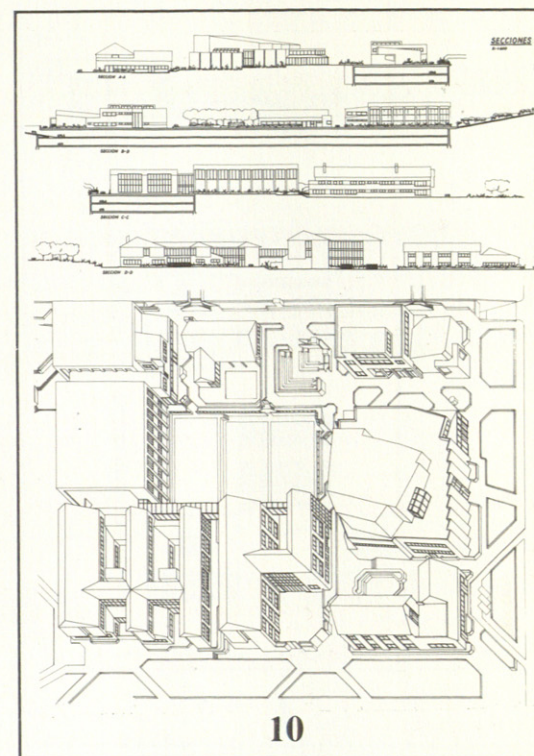 SECCIONES
SECCION A-A
SECCION B-B
SECCION C-C
SECCION D-D
10